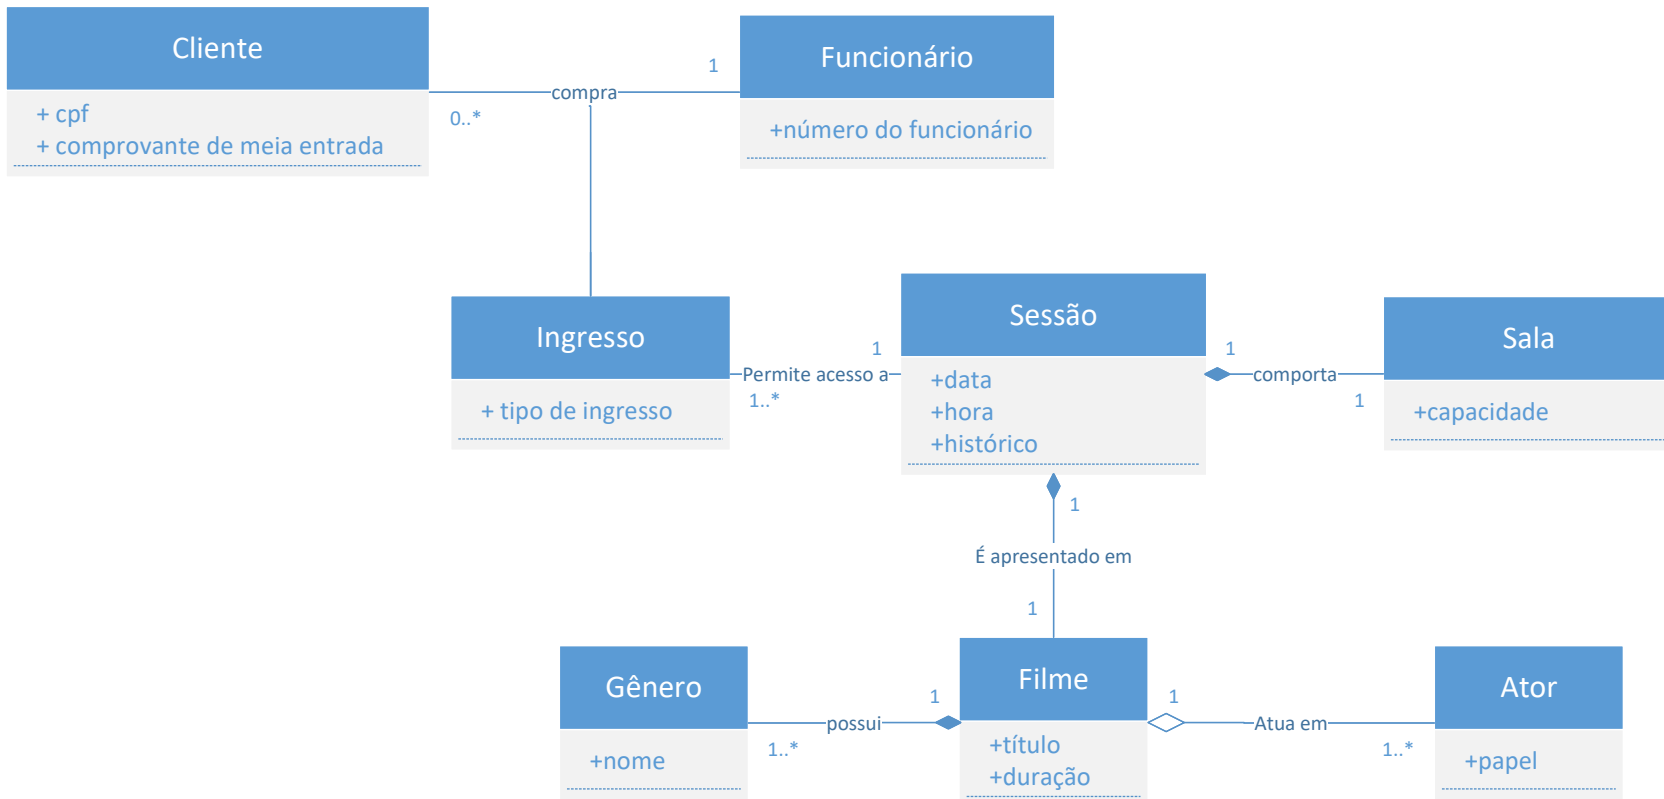 Cliente
+ cpf
+ comprovante de meia entrada
0..*
compra
1
Funcionário
+número do funcionário
Ingresso
+ tipo de ingresso
Permite acesso a
1
1..*
Sessão
+data
+hora
+histórico
1
comporta
1
Sala
+capacidade
1
É apresentado em
1
Gênero
+nome
1
possui
1..*
Filme
+título
+duração
1
Atua em
1..*
Ator
+papel